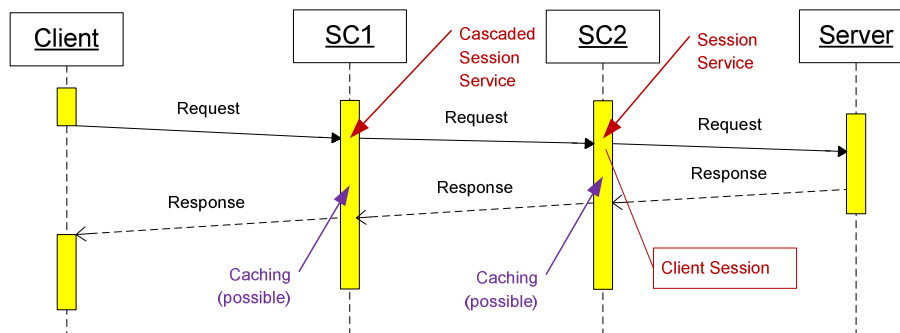 Client
SC1
SC2
Server
Cascaded
Session
Service
Session
Service
Request
Request
Request
Response
Response
Response
Caching
(possible)
Caching
(possible)
Client Session